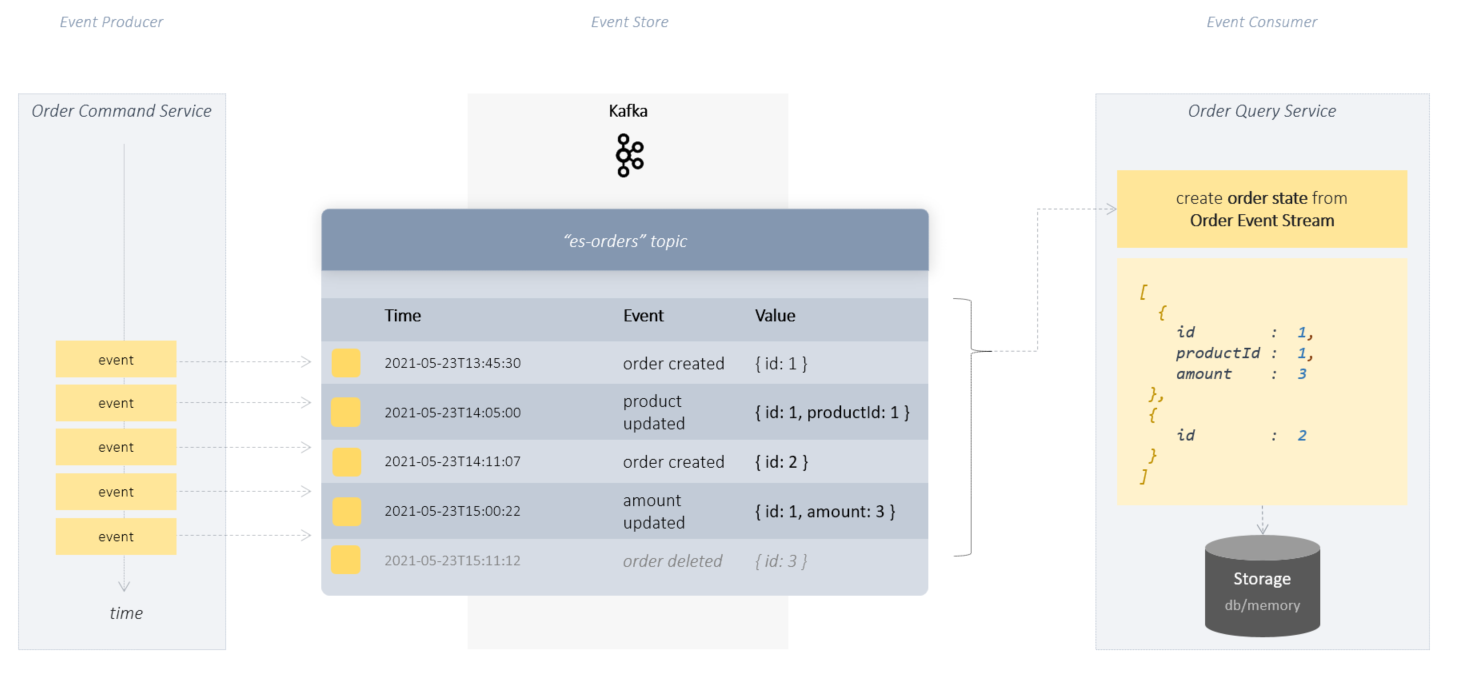 Event Producer
Event Store
Event Consumer
Order Command Service
event
event
event
event
event
time
Kafka
“es-orders” topic
Time Event Value
2021-05-23T13:45:30 order created { id: 1 }
2021-05-23T14:05:00 product updated { id: 1, productId: 1 }
2021-05-23T14:11:07 order created { id: 2 }
2021-05-23T15:00:22 amount updated { id: 1, amount: 3 }
2021-05-23T15:11:12 order deleted { id: 3 }
Order Query Service
create order state from
Order Event Stream
[
{
id : 1,
productId : 1,
amount : 3
},
{
id : 2
}
]
Storage
db/memory